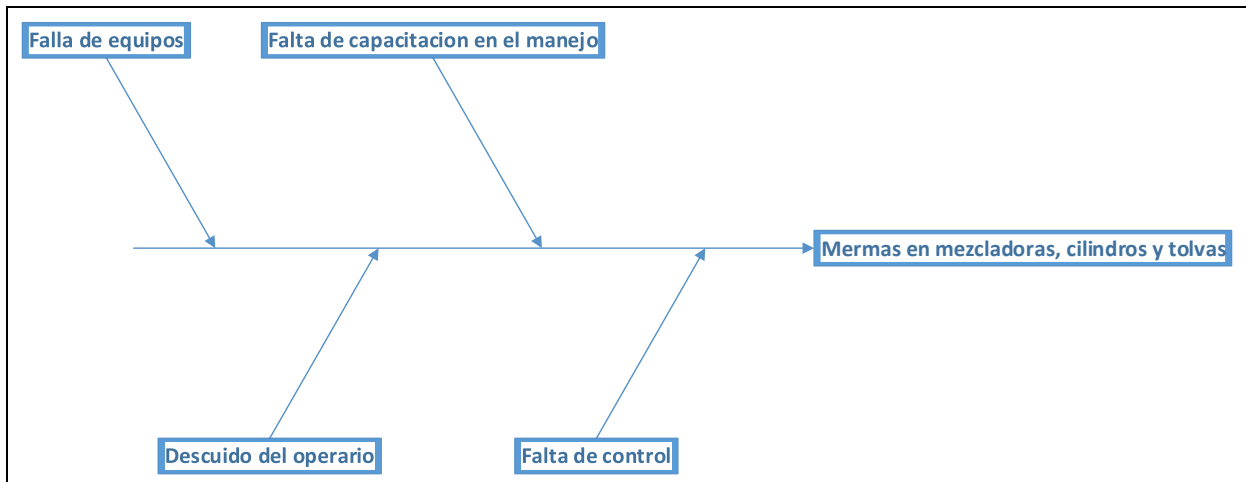 Falla de equipos
Falta de capacitacion en el manejo
Mermas en mezcladoras, cilindros y tolvas
Descuido del operario
Falta de control